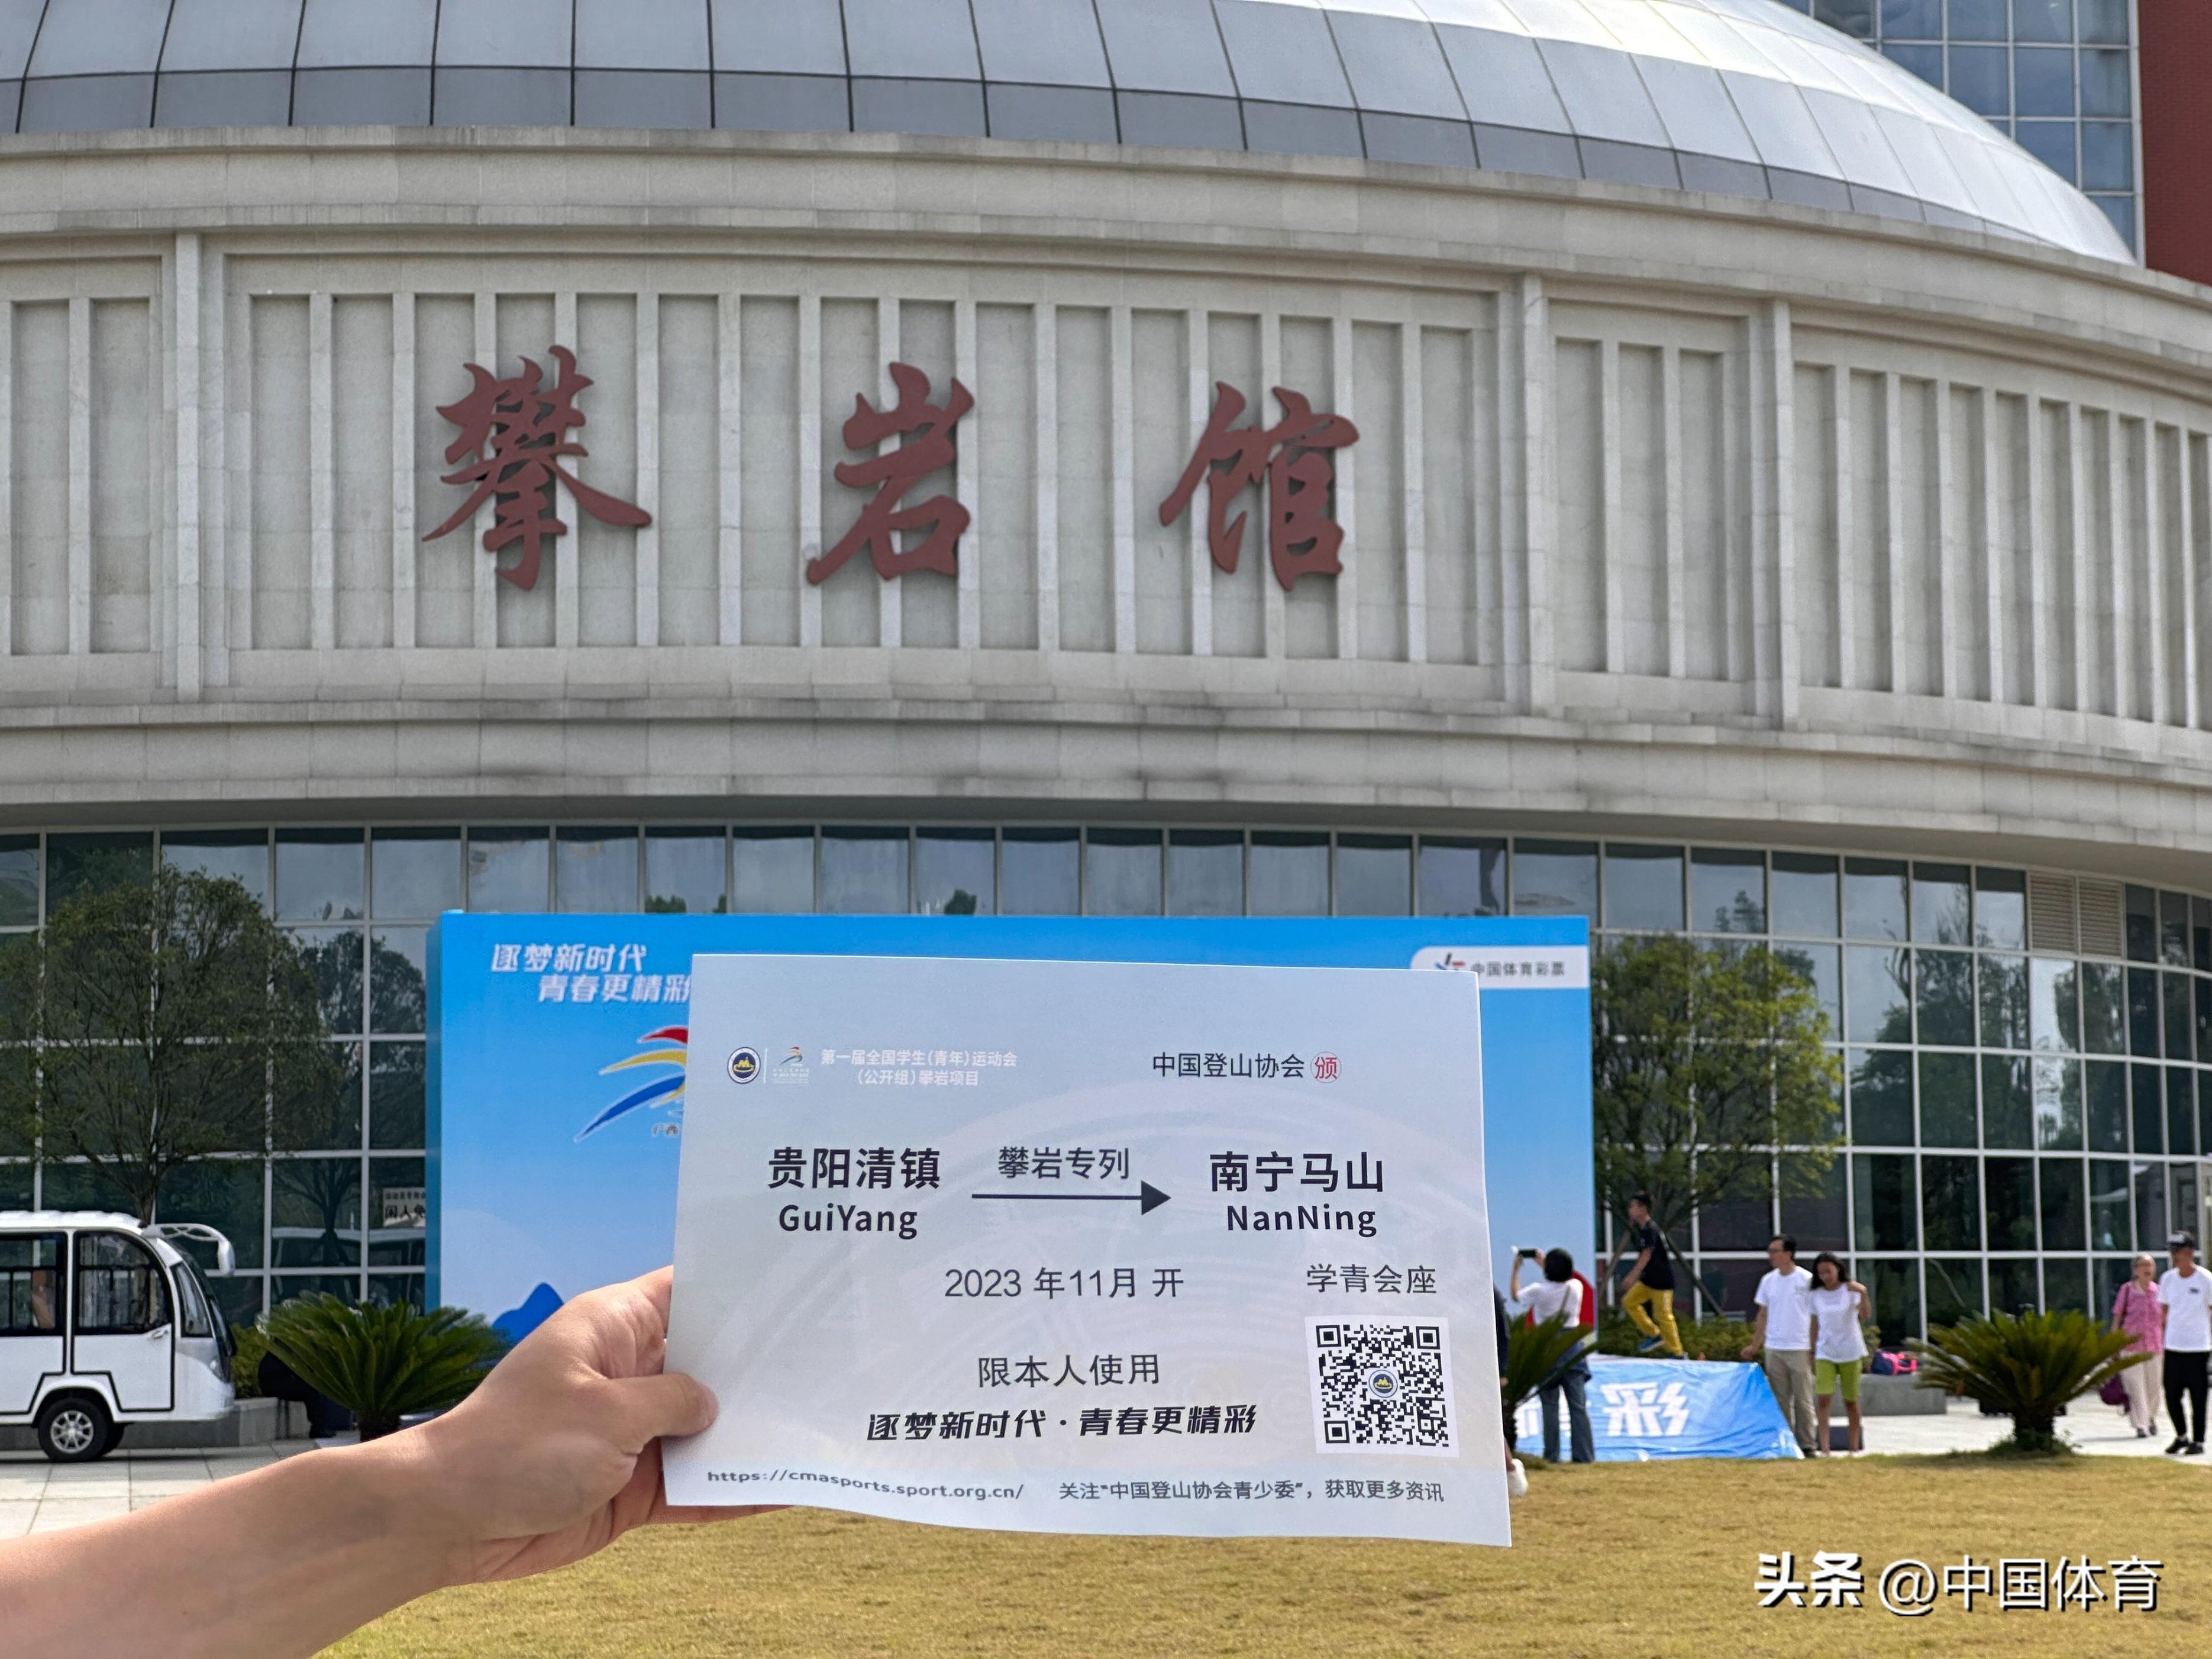 攀岩馆
逐梦新时代
青春更精彩
中国体育彩票
第一届全国学生(青年)运动会
(公开组)攀岩项目
中国登山协会 颁
贵阳清镇
攀岩专列
南宁马山
GuiYang
NanNing
2023 年11月 开
学青会座
限本人使用
逐梦新时代·青春更精彩
https://cmasports.sport.org.cn/
关注"中国登山协会青少委"，获取更多资讯
彩
头条 @中国体育